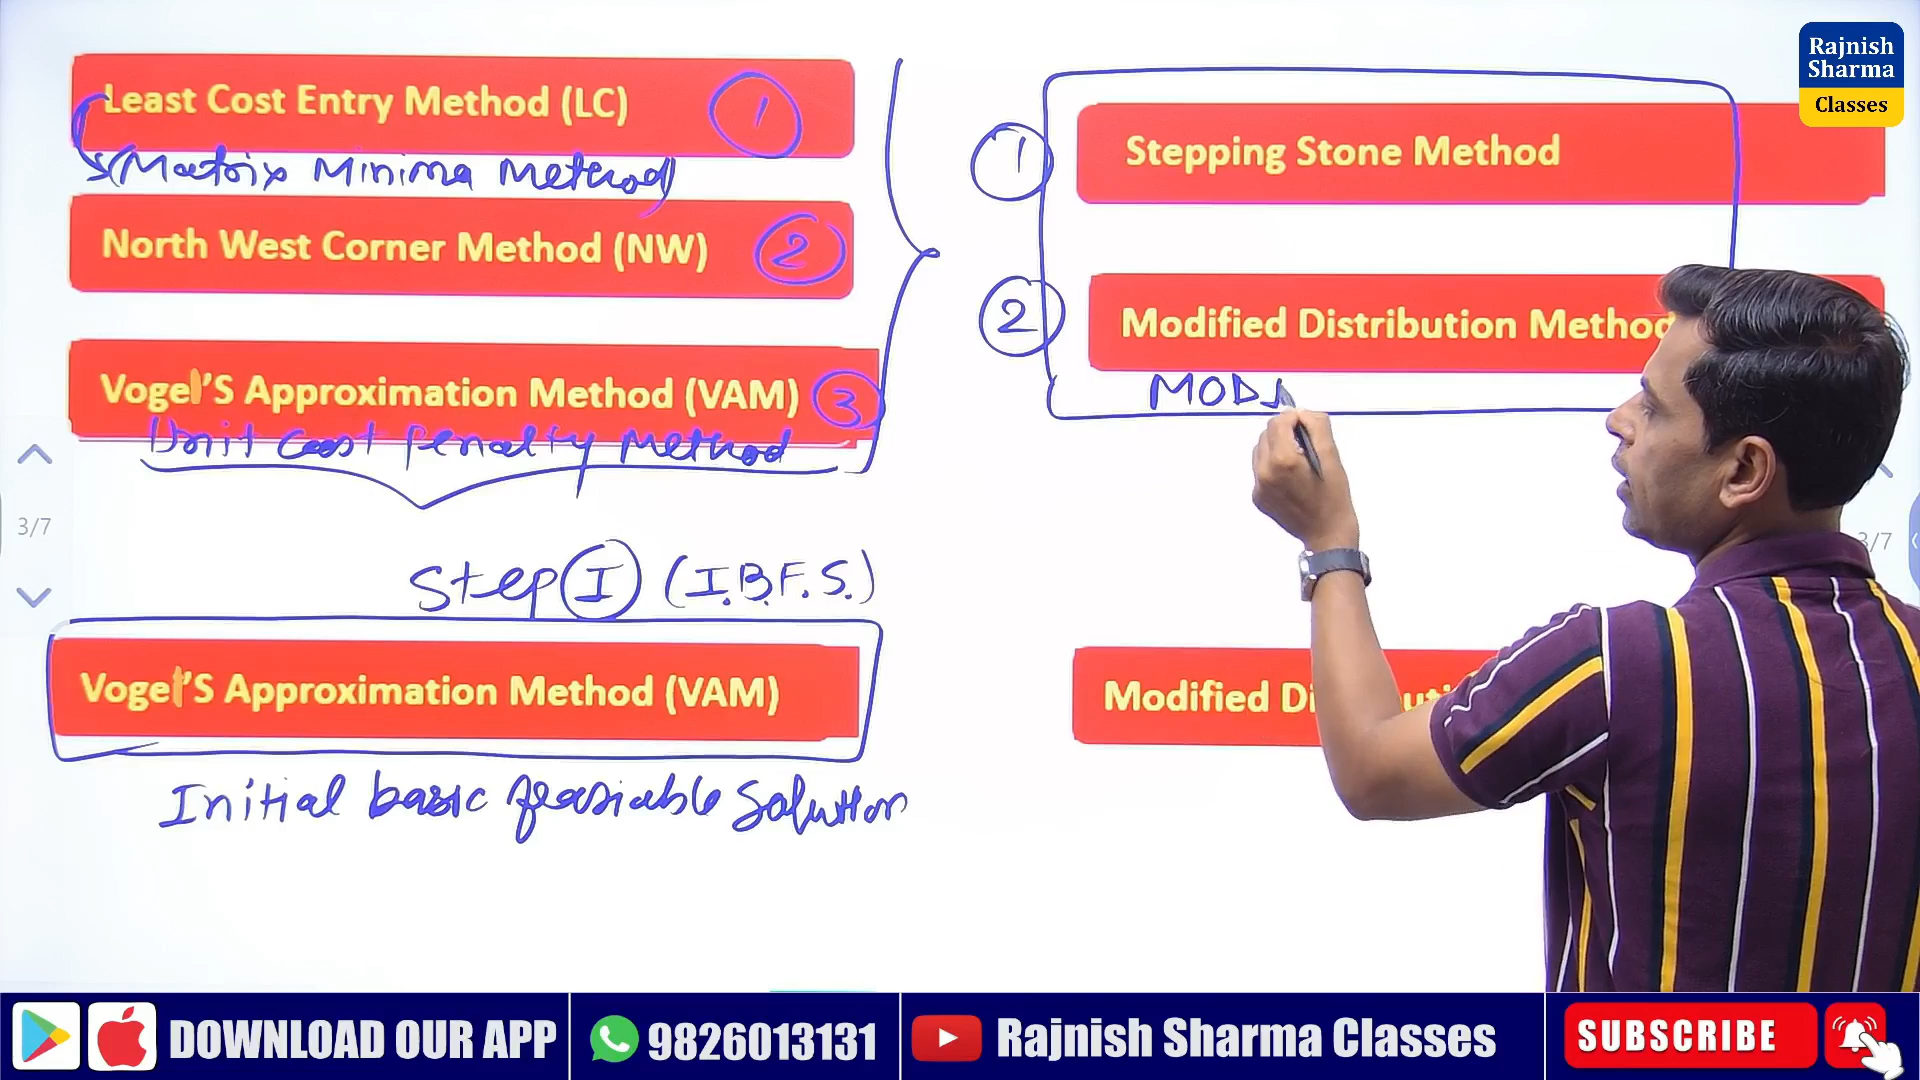 Least Cost Entry Method (LC)
1
(Matrix Minima Method)
North West Corner Method (NW)
2
Vogel'S Approximation Method (VAM)
3
Unit Cost Penalty Method
Step I (I.B.F.S.)
Vogel'S Approximation Method (VAM)
Initial basic feasiable Solution
3/7
1
Stepping Stone Method
2
Modified Distribution Method
MODI
Modified Di
3/7
Rajnish
Sharma
Classes
DOWNLOAD OUR APP
9826013131
Rajnish Sharma Classes
SUBSCRIBE